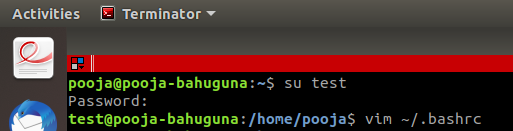 Activities Terminator
pooja@pooja-bahuguna:~$ su test
Password:
test@pooja-bahuguna:/home/pooja$ vim ~/.bashrc